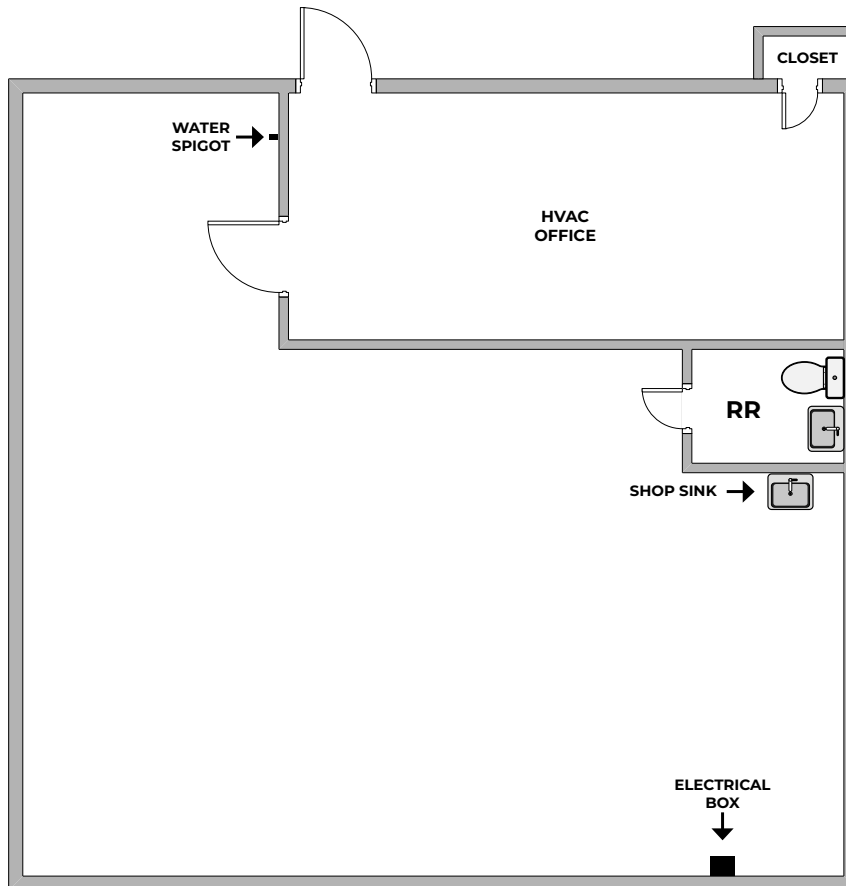 CLOSET
WATER
SPIGOT
HVAC
OFFICE
RR
SHOP SINK
ELECTRICAL
BOX